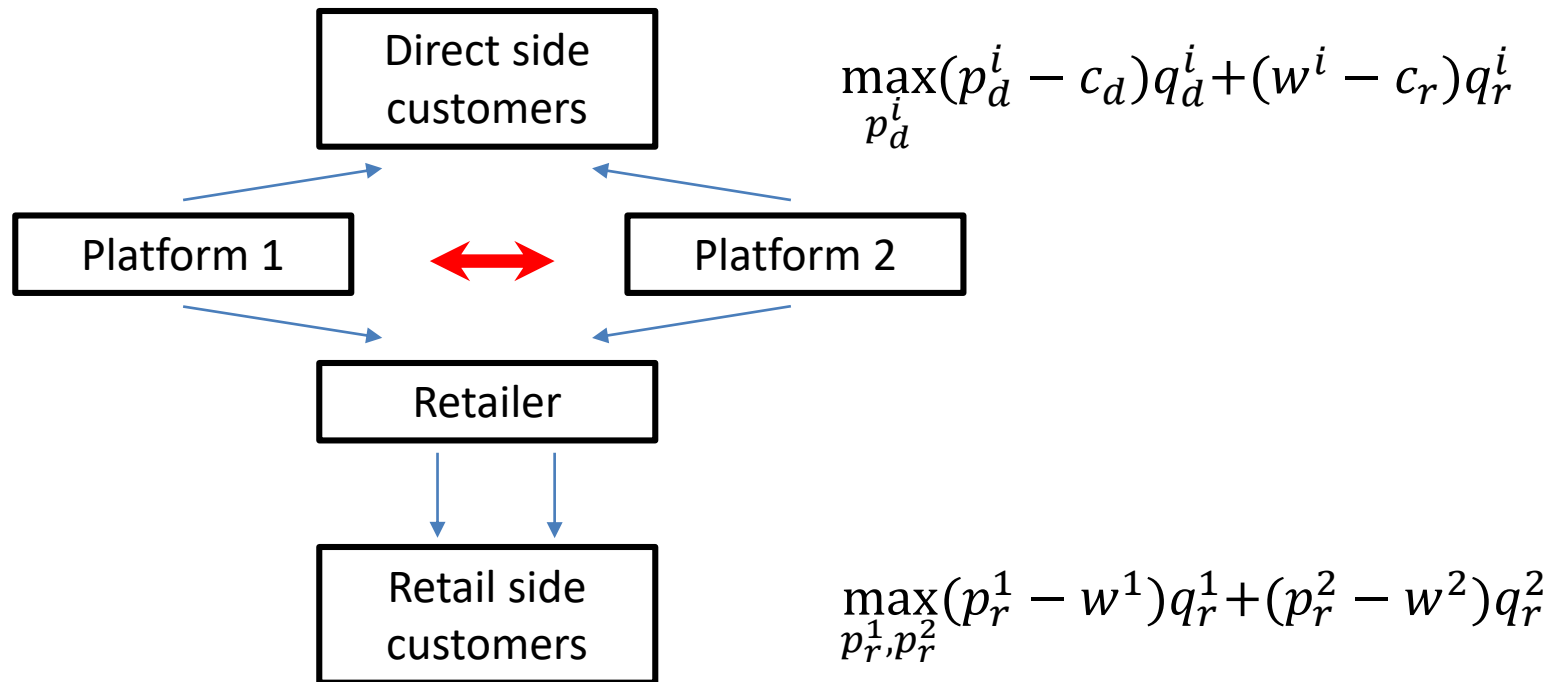 Direct side
customers
$\max_{p_d^i}(p_d^i - c_d)q_d^i + (w^i - c_r)q_r^i$
Platform 1
Platform 2
Retailer
Retail side
customers
$\max_{p_r^1, p_r^2}(p_r^1 - w^1)q_r^1 + (p_r^2 - w^2)q_r^2$